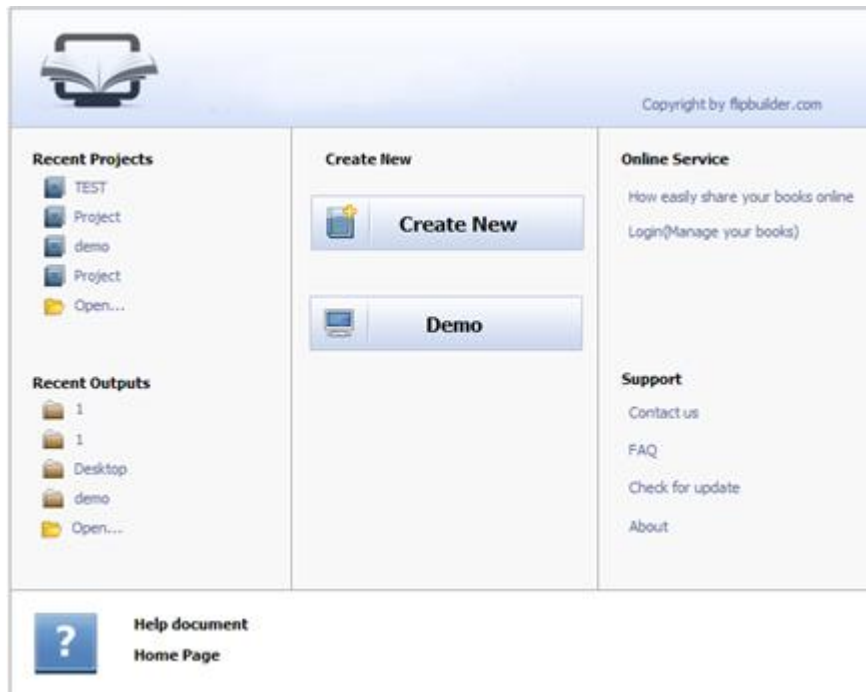 Copyright by flipbuilder.com
Recent Projects
TEST
Project
demo
Project
Open...
Recent Outputs
1
1
Desktop
demo
Open...
Create New
Create New
Demo
Online Service
How easily share your books online
Login(Manage your books)
Support
Contact us
FAQ
Check for update
About
?
Help document
Home Page